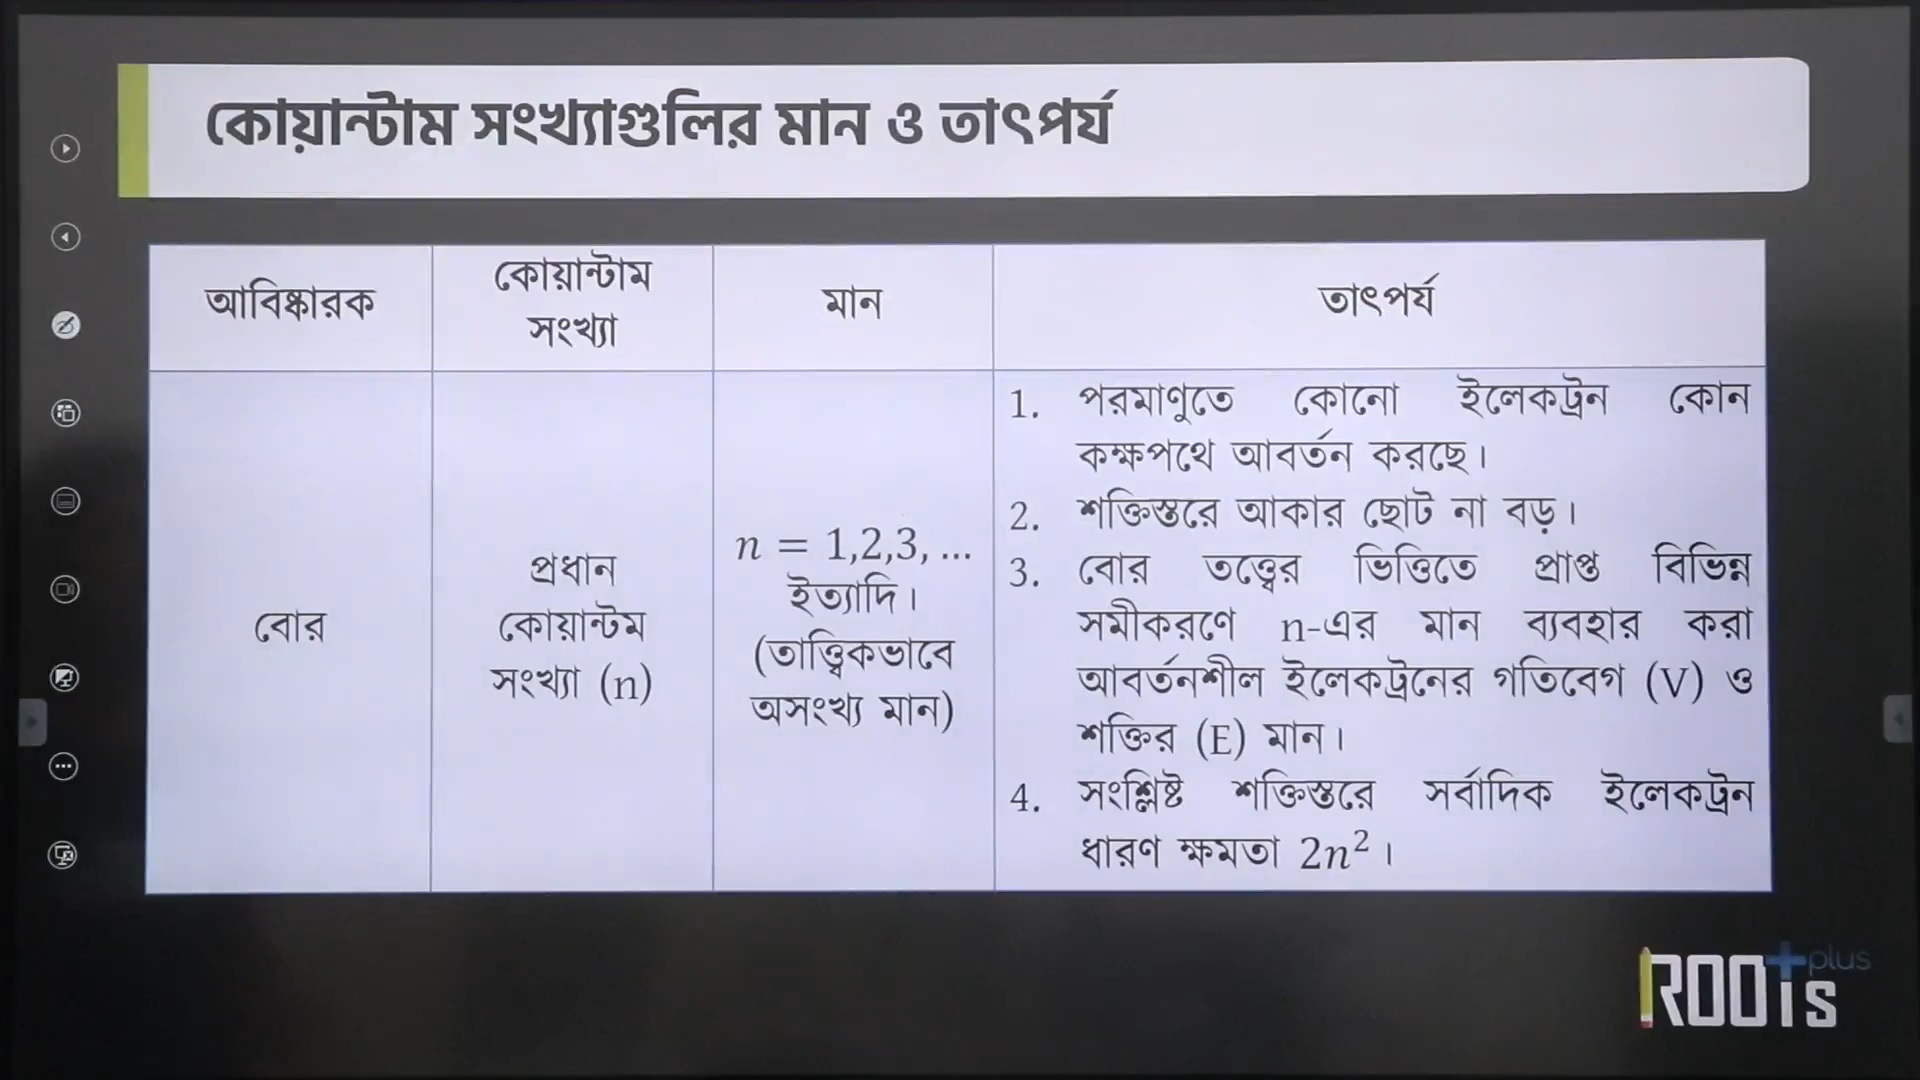 কোয়ান্টাম সংখ্যাগুলির মান ও তাৎপর্য
আবিষ্কারক
কোয়ান্টাম
সংখ্যা
মান
তাৎপর্য
বোর
প্রধান
কোয়ান্টম
সংখ্যা (n)
n = 1,2,3, ...
ইত্যাদি।
(তাত্ত্বিকভাবে
অসংখ্য মান)
1. পরমাণুতে কোনো ইলেকট্রন কোন
কক্ষপথে আবর্তন করছে।
2. শক্তিস্তরে আকার ছোট না বড়।
3. বোর তত্ত্বের ভিত্তিতে প্রাপ্ত বিভিন্ন
সমীকরণে n-এর মান ব্যবহার করা
আবর্তনশীল ইলেকট্রনের গতিবেগ (V) ও
শক্তির (E) মান।
4. সংশ্লিষ্ট শক্তিস্তরে সর্বাদিক ইলেকট্রন
ধারণ ক্ষমতা 2n²।
ROOTs plus